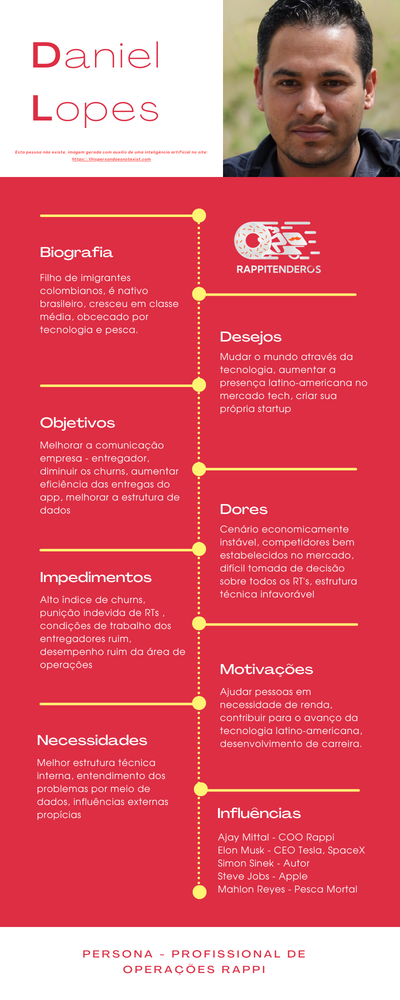 Daniel
Lopes
Esta pessoa não existe, imagem gerada com auxílio de uma inteligência artificial no site:
https://thispersondoesnotexist.com
RAPPITENDEROS
Biografia
Filho de imigrantes
colombianos, é nativo
brasileiro, cresceu em classe
média, obcecado por
tecnologia e pesca.
Desejos
Mudar o mundo através da
tecnologia, aumentar a
presença latino-americana no
mercado tech, criar sua
própria startup
Objetivos
Melhorar a comunicação
empresa - entregador,
diminuir os churns, aumentar
eficiência das entregas do
app, melhorar a estrutura de
dados
Dores
Cenário economicamente
instável, competidores bem
estabelecidos no mercado,
difícil tomada de decisão
sobre todos os RT's, estrutura
técnica infavorável
Impedimentos
Alto índice de churns,
punição indevida de RTs ,
condições de trabalho dos
entregadores ruim,
desempenho ruim da área de
operações
Motivações
Ajudar pessoas em
necessidade de renda,
contribuir para o avanço da
tecnologia latino-americana,
desenvolvimento de carreira.
Necessidades
Melhor estrutura técnica
interna, entendimento dos
problemas por meio de
dados, influências externas
propícias
Influências
Ajay Mittal - COO Rappi
Elon Musk - CEO Tesla, SpaceX
Simon Sinek - Autor
Steve Jobs - Apple
Mahlon Reyes - Pesca Mortal
PERSONA - PROFISSIONAL DE
OPERAÇÕES RAPPI